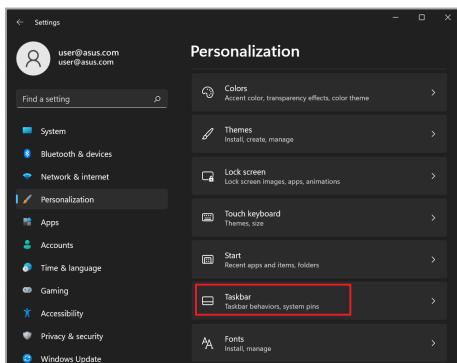 Settings
user@asus.com
user@asus.com
Find a setting
System
Bluetooth & devices
Network & internet
Personalization
Apps
Accounts
Time & language
Gaming
Accessibility
Privacy & security
Windows Update
Personalization
Colors
Accent color, transparency effects, color theme
Themes
Install, create, manage
Lock screen
Lock screen images, apps, animations
Touch keyboard
Themes, size
Start
Recent apps and items, folders
Taskbar
Taskbar behaviors, system pins
Fonts
Install, manage